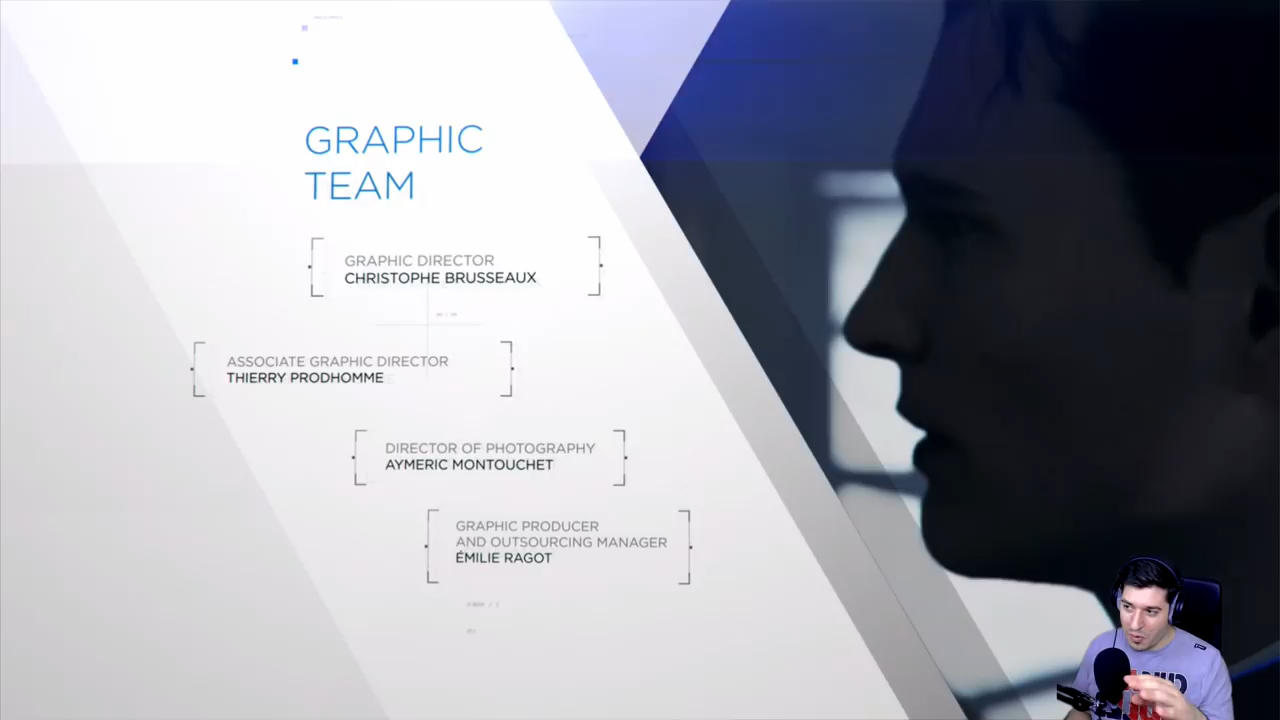 GRAPHIC
TEAM
GRAPHIC DIRECTOR
CHRISTOPHE BRUSSEAUX
ASSOCIATE GRAPHIC DIRECTOR
THIERRY PRODHOMME
DIRECTOR OF PHOTOGRAPHY
AYMERIC MONTOUCHET
GRAPHIC PRODUCER
AND OUTSOURCING MANAGER
ÉMILIE RAGOT